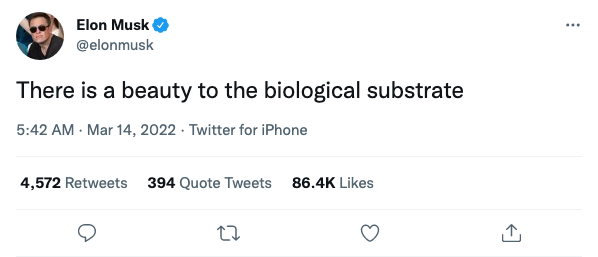 Elon Musk
@elonmusk
There is a beauty to the biological substrate
5:42 AM · Mar 14, 2022 · Twitter for iPhone
4,572 Retweets 394 Quote Tweets 86.4K Likes